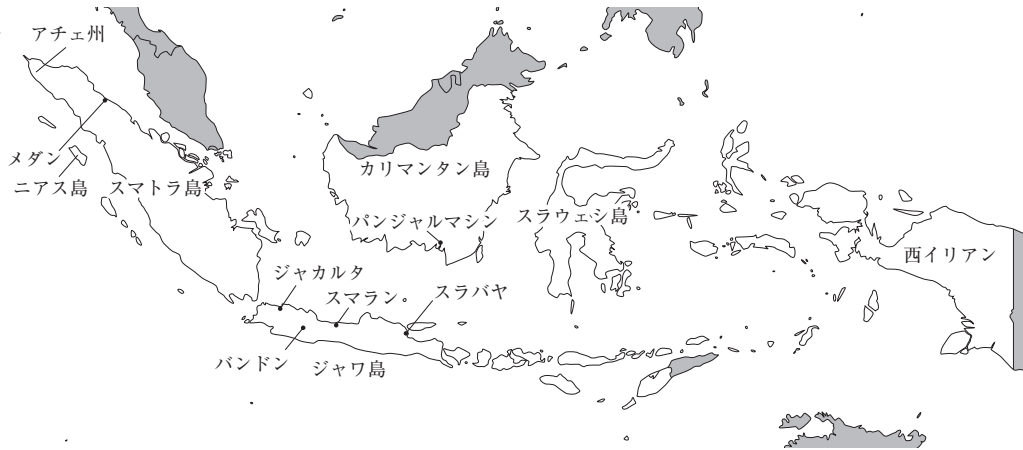 アチェ州
メダン
ニアス島
スマトラ島
カリマンタン島
パンジャルマシン
スラウェシ島
西イリアン
ジャカルタ
スマラン
スラバヤ
バンドン
ジャワ島